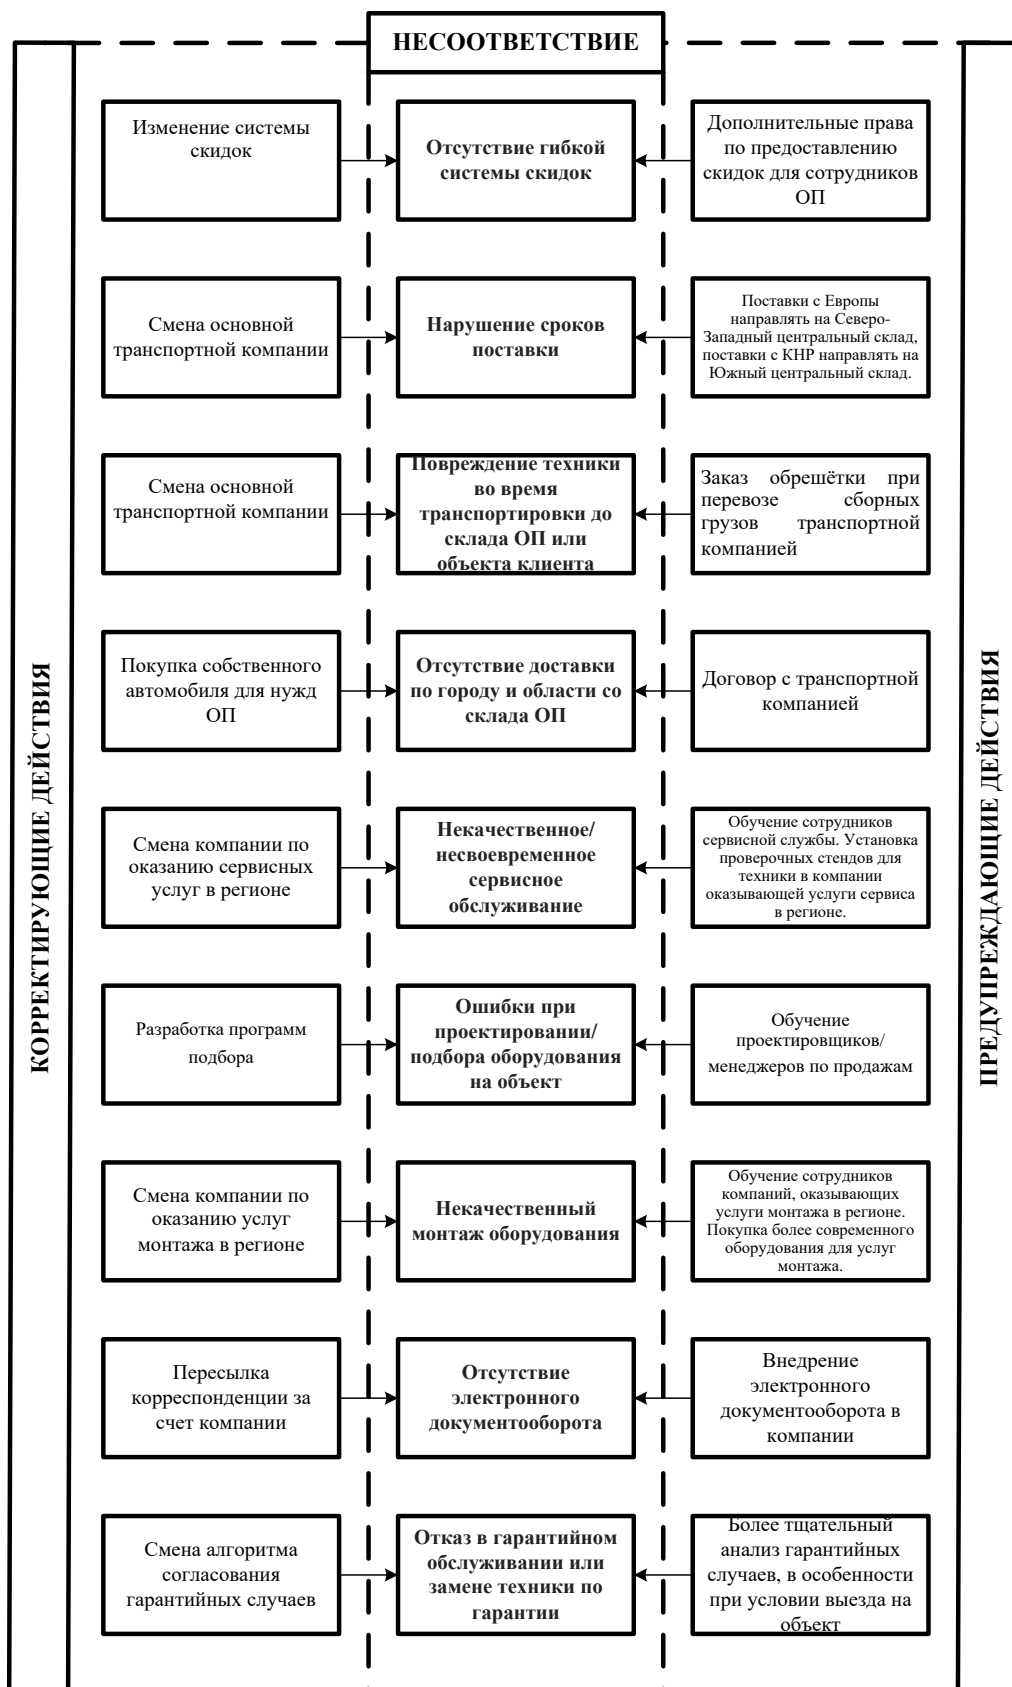 НЕСООТВЕТСТВИЕ
КОРРЕКТИРУЮЩИЕ ДЕЙСТВИЯ
ПРЕДУПРЕЖДАЮЩИЕ ДЕЙСТВИЯ
Изменение системы
скидок
Отсутствие гибкой
системы скидок
Дополнительные права
по предоставлению
скидок для сотрудников
ОП
Смена основной
транспортной компании
Нарушение сроков
поставки
Поставки с Европы
направлять на Северо-
Западный центральный склад,
поставки с КНР направлять на
Южный центральный склад.
Смена основной
транспортной компании
Повреждение техники
во время
транспортировки до
склада ОП или
объекта клиента
Заказ обрешётки при
перевозе сборных
грузов транспортной
компанией
Покупка собственного
автомобиля для нужд
ОП
Отсутствие доставки
по городу и области со
склада ОП
Договор с транспортной
компанией
Смена компании по
оказанию сервисных
услуг в регионе
Некачественное/
несвоевременное
сервисное
обслуживание
Обучение сотрудников
сервисной службы. Установка
проверочных стендов для
техники в компании
оказывающей услуги сервиса
в регионе.
Разработка программ
подбора
Ошибки при
проектировании/
подбора оборудования
на объект
Обучение
проектировщиков/
менеджеров по продажам
Смена компании по
оказанию услуг
монтажа в регионе
Некачественный
монтаж оборудования
Обучение сотрудников
компаний, оказывающих
услуги монтажа в регионе.
Покупка более современного
оборудования для услуг
монтажа.
Пересылка
корреспонденции за
счет компании
Отсутствие
электронного
документооборота
Внедрение
электронного
документооборота в
компании
Смена алгоритма
согласования
гарантийных случаев
Отказ в гарантийном
обслуживании или
замене техники по
гарантии
Более тщательный
анализ гарантийных
случаев, в особенности
при условии выезда на
объект